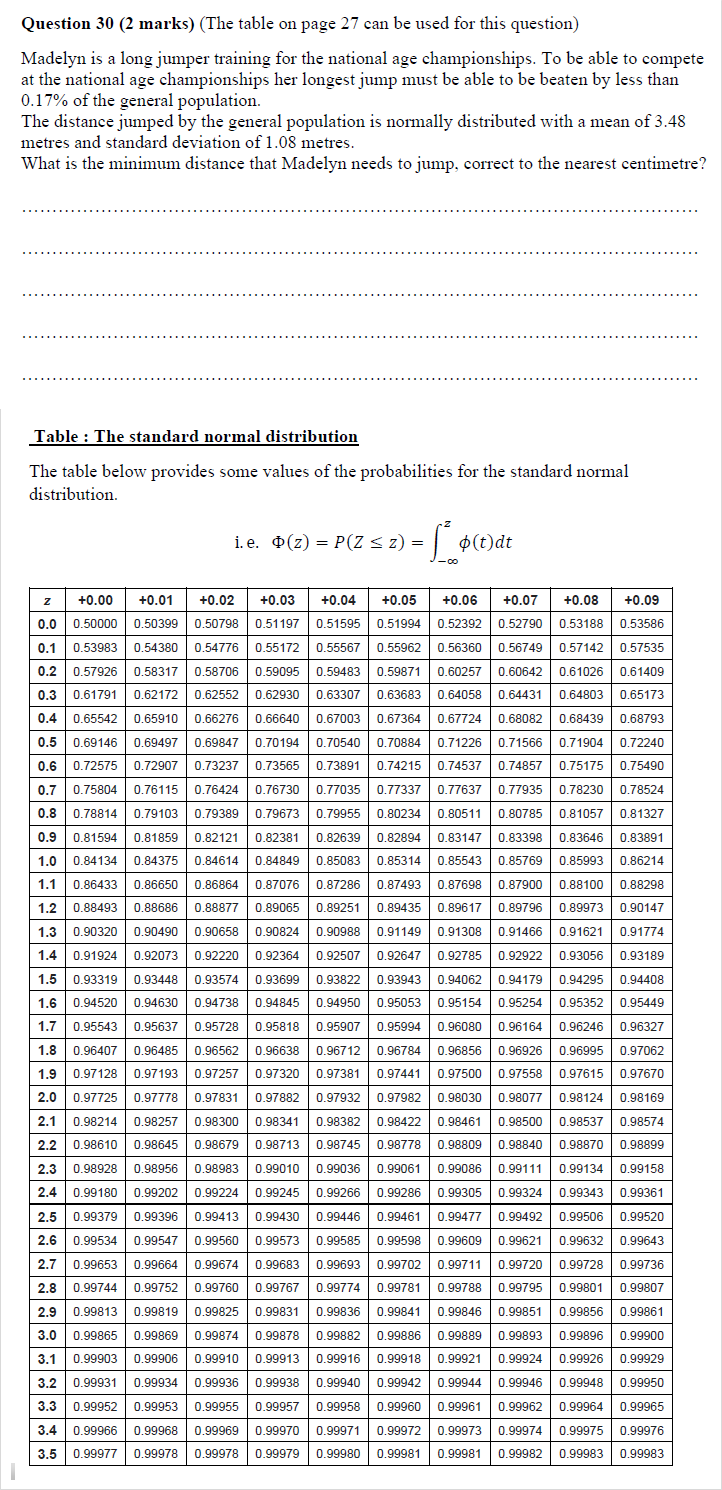 Question 30 (2 marks) (The table on page 27 can be used for this question)
Madelyn is a long jumper training for the national age championships. To be able to compete
at the national age championships her longest jump must be able to be beaten by less than
0.17% of the general population.
The distance jumped by the general population is normally distributed with a mean of 3.48
metres and standard deviation of 1.08 metres.
What is the minimum distance that Madelyn needs to jump, correct to the nearest centimetre?
Table : The standard normal distribution
The table below provides some values of the probabilities for the standard normal
distribution.
i. e. Φ(z) = P(Z ≤ z) = ∫_{-∞}^{z} ϕ(t)dt
z +0.00 +0.01 +0.02 +0.03 +0.04 +0.05 +0.06 +0.07 +0.08 +0.09
0.0 0.50000 0.50399 0.50798 0.51197 0.51595 0.51994 0.52392 0.52790 0.53188 0.53586
0.1 0.53983 0.54380 0.54776 0.55172 0.55567 0.55962 0.56360 0.56749 0.57142 0.57535
0.2 0.57926 0.58317 0.58706 0.59095 0.59483 0.59871 0.60257 0.60642 0.61026 0.61409
0.3 0.61791 0.62172 0.62552 0.62930 0.63307 0.63683 0.64058 0.64431 0.64803 0.65173
0.4 0.65542 0.65910 0.66276 0.66640 0.67003 0.67364 0.67724 0.68082 0.68439 0.68793
0.5 0.69146 0.69497 0.69847 0.70194 0.70540 0.70884 0.71226 0.71566 0.71904 0.72240
0.6 0.72575 0.72907 0.73237 0.73565 0.73891 0.74215 0.74537 0.74857 0.75175 0.75490
0.7 0.75804 0.76115 0.76424 0.76730 0.77035 0.77337 0.77637 0.77935 0.78230 0.78524
0.8 0.78814 0.79103 0.79389 0.79673 0.79955 0.80234 0.80511 0.80785 0.81057 0.81327
0.9 0.81594 0.81859 0.82121 0.82381 0.82639 0.82894 0.83147 0.83398 0.83646 0.83891
1.0 0.84134 0.84375 0.84614 0.84849 0.85083 0.85314 0.85543 0.85769 0.85993 0.86214
1.1 0.86433 0.86650 0.86864 0.87076 0.87286 0.87493 0.87698 0.87900 0.88100 0.88298
1.2 0.88493 0.88686 0.88877 0.89065 0.89251 0.89435 0.89617 0.89796 0.89973 0.90147
1.3 0.90320 0.90490 0.90658 0.90824 0.90988 0.91149 0.91308 0.91466 0.91621 0.91774
1.4 0.91924 0.92073 0.92220 0.92364 0.92507 0.92647 0.92785 0.92922 0.93056 0.93189
1.5 0.93319 0.93448 0.93574 0.93699 0.93822 0.93943 0.94062 0.94179 0.94295 0.94408
1.6 0.94520 0.94630 0.94738 0.94845 0.94950 0.95053 0.95154 0.95254 0.95352 0.95449
1.7 0.95543 0.95637 0.95728 0.95818 0.95907 0.95994 0.96080 0.96164 0.96246 0.96327
1.8 0.96407 0.96485 0.96562 0.96638 0.96712 0.96784 0.96856 0.96926 0.96995 0.97062
1.9 0.97128 0.97193 0.97257 0.97320 0.97381 0.97441 0.97500 0.97558 0.97615 0.97670
2.0 0.97725 0.97778 0.97831 0.97882 0.97932 0.97982 0.98030 0.98077 0.98124 0.98169
2.1 0.98214 0.98257 0.98300 0.98341 0.98382 0.98422 0.98461 0.98500 0.98537 0.98574
2.2 0.98610 0.98645 0.98679 0.98713 0.98745 0.98778 0.98809 0.98840 0.98870 0.98899
2.3 0.98928 0.98956 0.98983 0.99010 0.99036 0.99061 0.99086 0.99111 0.99134 0.99158
2.4 0.99180 0.99202 0.99224 0.99245 0.99266 0.99286 0.99305 0.99324 0.99343 0.99361
2.5 0.99379 0.99396 0.99413 0.99430 0.99446 0.99461 0.99477 0.99492 0.99506 0.99520
2.6 0.99534 0.99547 0.99560 0.99573 0.99585 0.99598 0.99609 0.99621 0.99632 0.99643
2.7 0.99653 0.99664 0.99674 0.99683 0.99693 0.99702 0.99711 0.99720 0.99728 0.99736
2.8 0.99744 0.99752 0.99760 0.99767 0.99774 0.99781 0.99788 0.99795 0.99801 0.99807
2.9 0.99813 0.99819 0.99825 0.99831 0.99836 0.99841 0.99846 0.99851 0.99856 0.99861
3.0 0.99865 0.99869 0.99874 0.99878 0.99882 0.99886 0.99889 0.99893 0.99896 0.99900
3.1 0.99903 0.99906 0.99910 0.99913 0.99916 0.99918 0.99921 0.99924 0.99926 0.99929
3.2 0.99931 0.99934 0.99936 0.99938 0.99940 0.99942 0.99944 0.99946 0.99948 0.99950
3.3 0.99952 0.99953 0.99955 0.99957 0.99958 0.99960 0.99961 0.99962 0.99964 0.99965
3.4 0.99966 0.99968 0.99969 0.99970 0.99971 0.99972 0.99973 0.99974 0.99975 0.99976
3.5 0.99977 0.99978 0.99978 0.99979 0.99980 0.99981 0.99981 0.99982 0.99983 0.99983